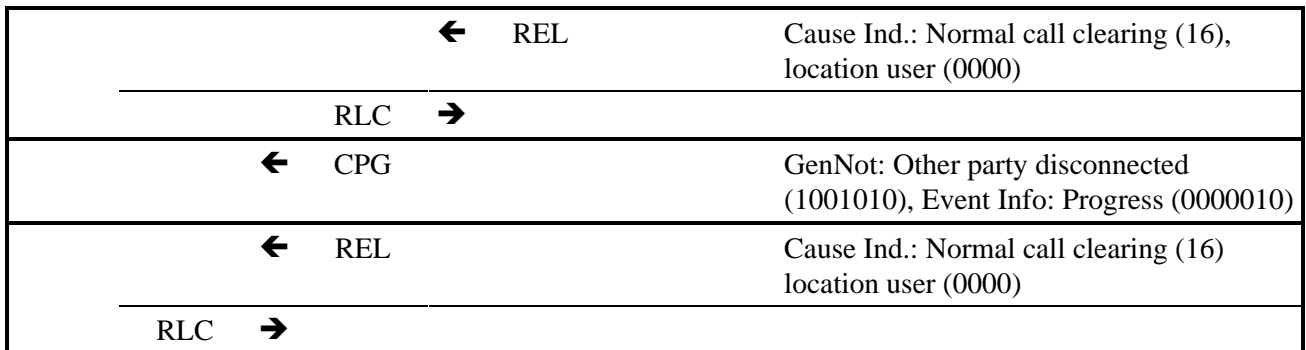 🡨 REL Cause Ind.: Normal call clearing (16),
location user (0000)
RLC 🡪
🡨 CPG GenNot: Other party disconnected
(1001010), Event Info: Progress (0000010)
🡨 REL Cause Ind.: Normal call clearing (16)
location user (0000)
RLC 🡪